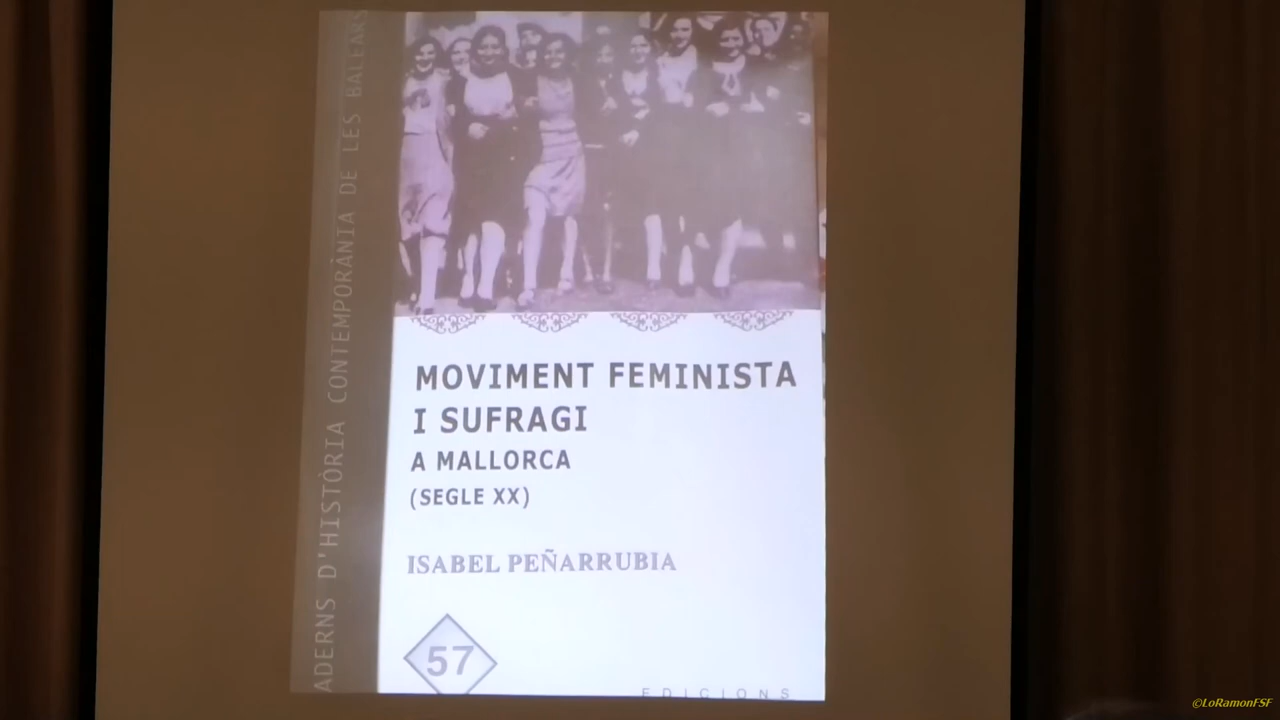 ADERNS D'HISTÒRIA CONTEMPORÀNIA DE LES BALEARS
MOVIMENT FEMINISTA
I SUFRAGI
A MALLORCA
(SEGLE XX)
ISABEL PEÑARRUBIA
57
EDICIONS
©LoRamonFSF